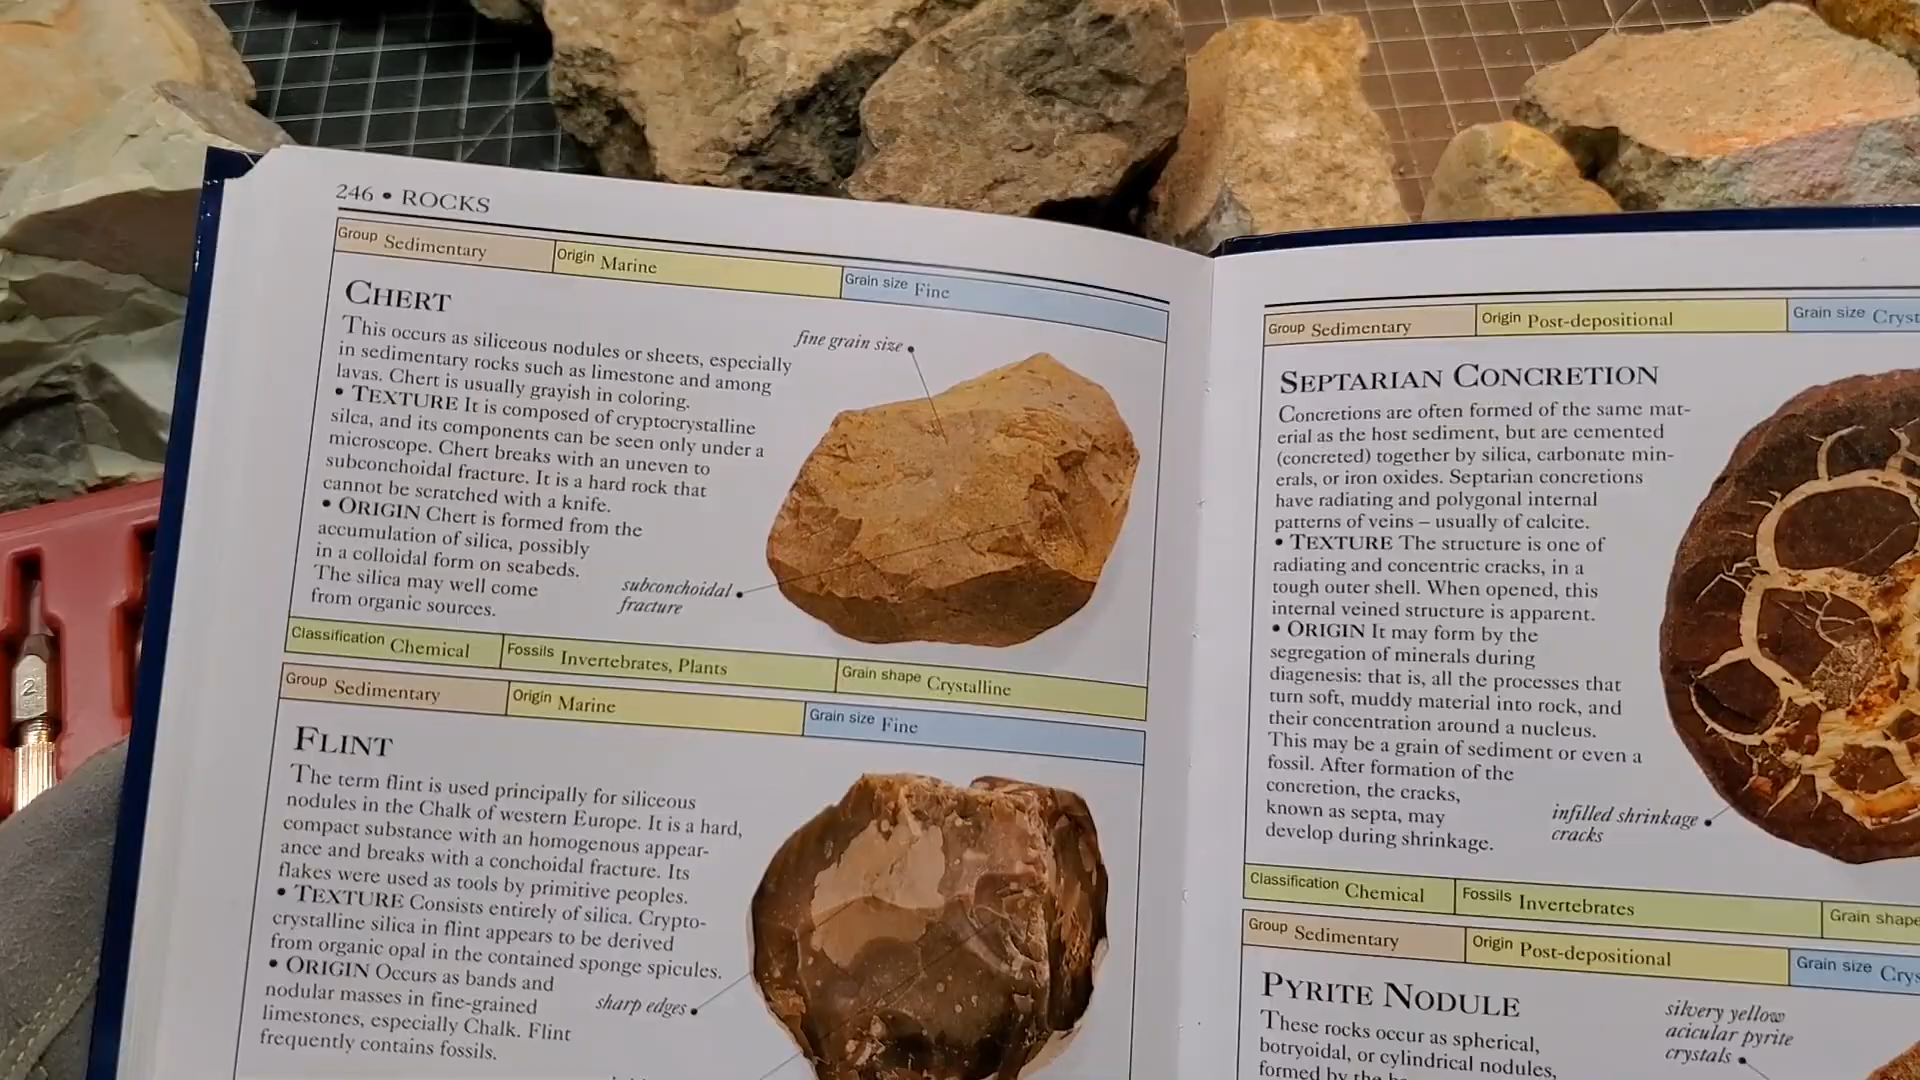 246 • ROCKS
Group Sedimentary
Origin Marine
Grain size Fine
CHERT
This occurs as siliceous nodules or sheets, especially
in sedimentary rocks such as limestone and among
lavas. Chert is usually grayish in coloring.
• TEXTURE It is composed of cryptocrystalline
silca, and its components can be seen only under a
microscope. Chert breaks with an uneven to
subconchoidal fracture. It is a hard rock that
cannot be scratched with a knife.
• ORIGIN Chert is formed from the
accumulation of silica, possibly
in a colloidal form on seabeds.
The silica may well come
from organic sources.
fine grain size
subconchoidal
fracture
Classification Chemical
Fossils Invertebrates, Plants
Grain shape Crystalline
Group Sedimentary
Origin Marine
Grain size Fine
FLINT
The term flint is used principally for siliceous
nodules in the Chalk of western Europe. It is a hard,
compact substance with an homogenous appear-
ance and breaks with a conchoidal fracture. Its
flakes were used as tools by primitive peoples.
• TEXTURE Consists entirely of silica. Crypto-
crystalline silica in flint appears to be derived
from organic opal in the contained sponge spicules.
• ORIGIN Occurs as bands and
nodular masses in fine-grained
limestones, especially Chalk. Flint
frequently contains fossils.
sharp edges
Group Sedimentary
Origin Post-depositional
Grain size Cryst
SEPTARIAN CONCRETION
Concretions are often formed of the same mat-
erial as the host sediment, but are cemented
(concreted) together by silica, carbonate min-
erals, or iron oxides. Septarian concretions
have radiating and polygonal internal
patterns of veins – usually of calcite.
• TEXTURE The structure is one of
radiating and concentric cracks, in a
tough outer shell. When opened, this
internal veined structure is apparent.
• ORIGIN It may form by the
segregation of minerals during
diagenesis: that is, all the processes that
turn soft, muddy material into rock, and
their concentration around a nucleus.
This may be a grain of sediment or even a
fossil. After formation of the
concretion, the cracks,
known as septa, may
develop during shrinkage.
infilled shrinkage
cracks
Classification Chemical
Fossils Invertebrates
Grain shape
Group Sedimentary
Origin Post-depositional
Grain size Crys
PYRITE NODULE
These rocks occur as spherical,
botryoidal, or cylindrical nodules,
formed by the
silvery yellow
acicular pyrite
crystals
2